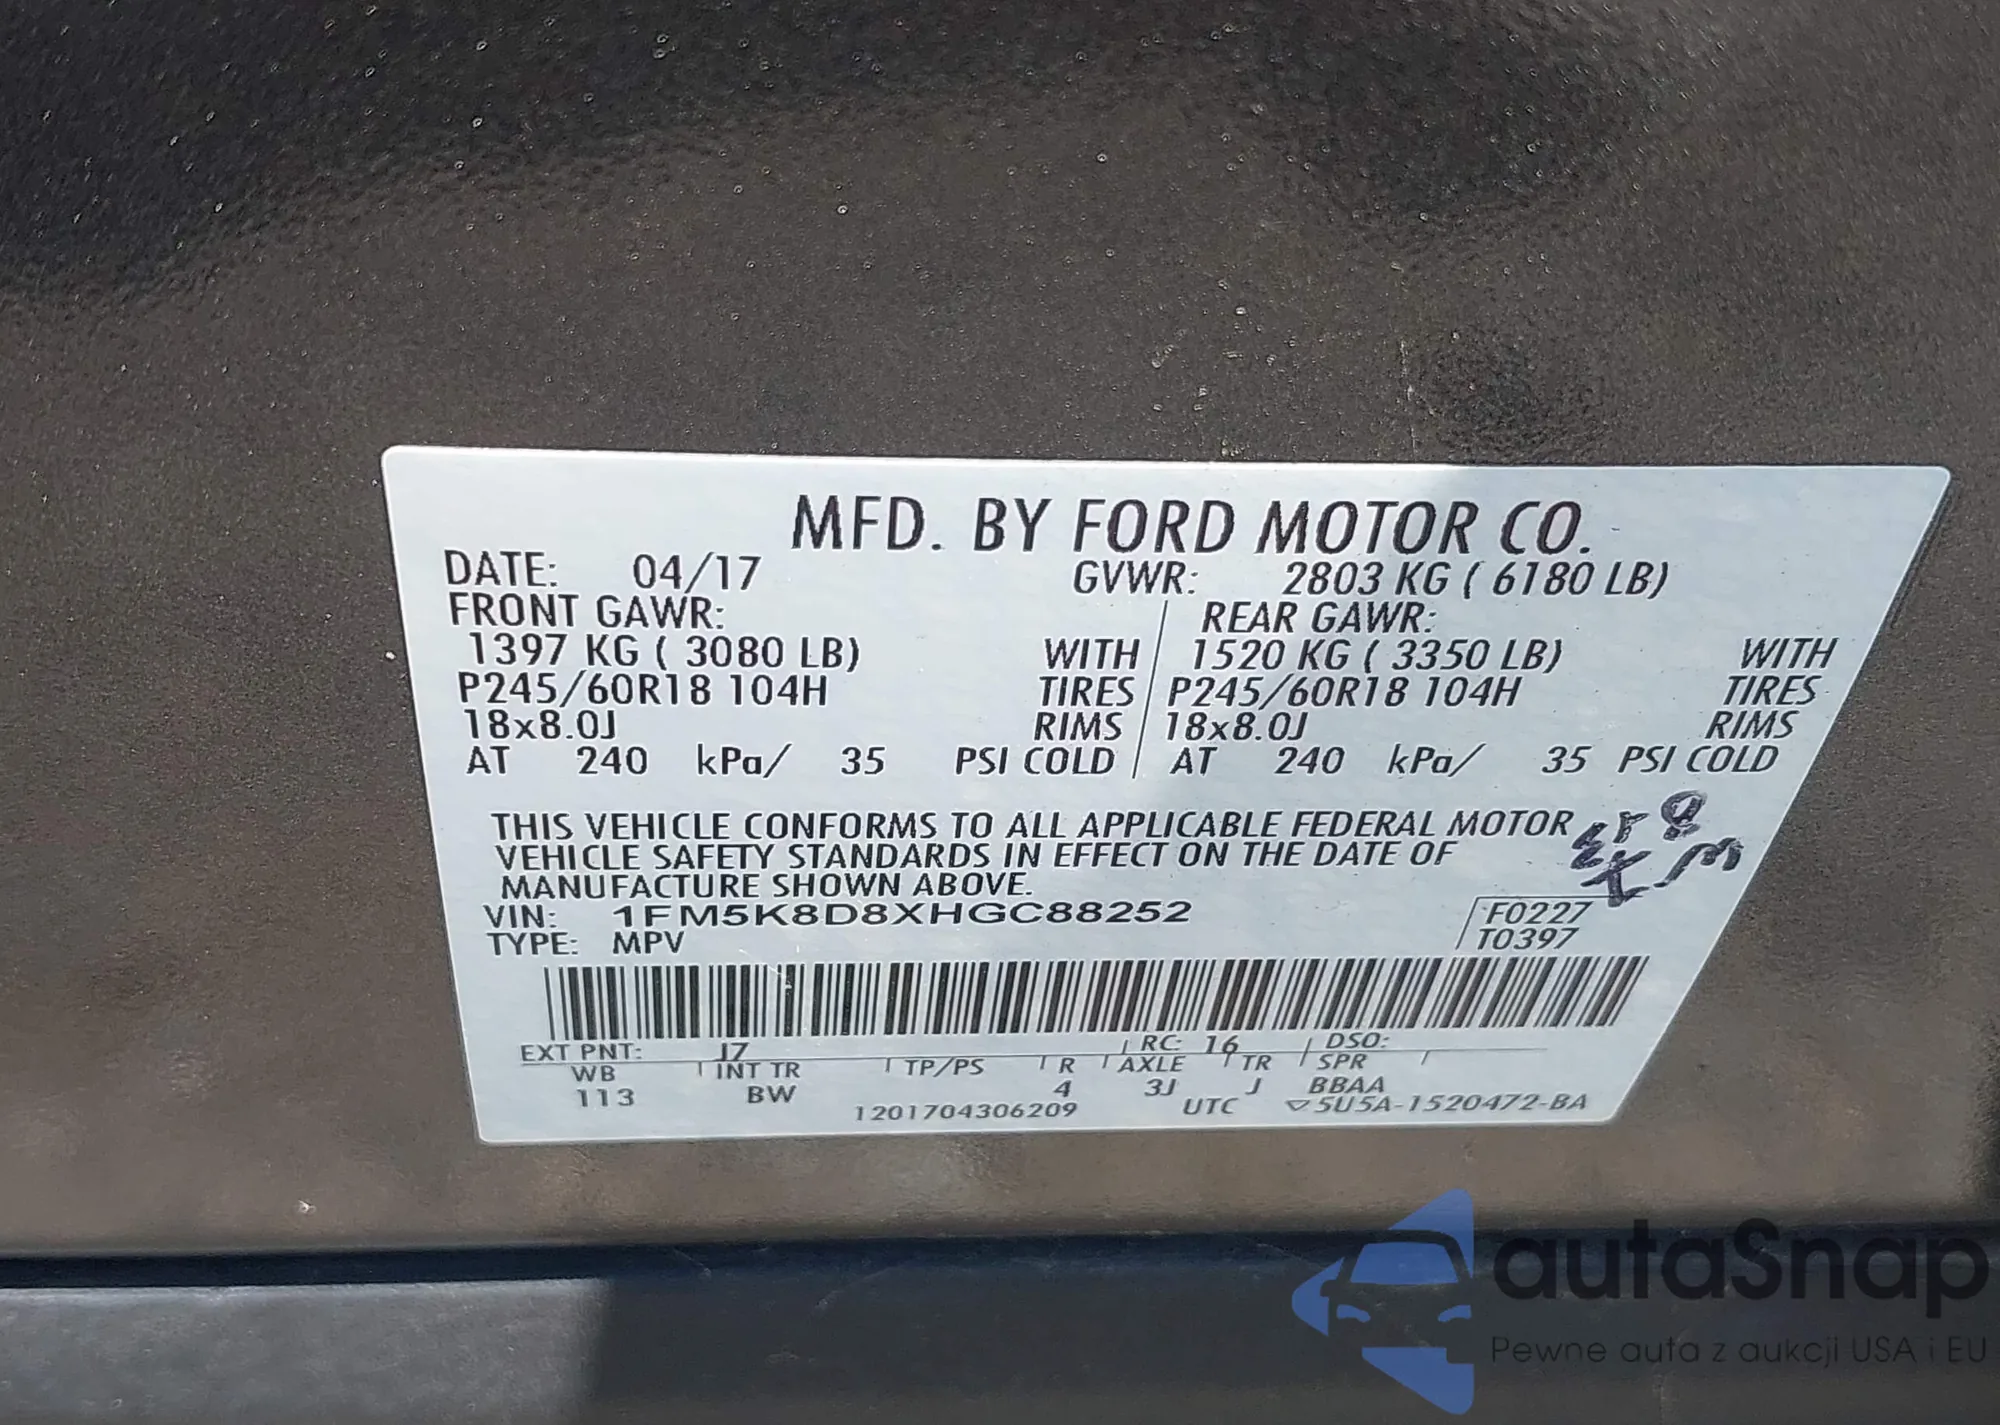 MFD. BY FORD MOTOR CO.
DATE: 04/17 GVWR: 2803 KG ( 6180 LB)
FRONT GAWR: REAR GAWR:
1397 KG ( 3080 LB) WITH 1520 KG ( 3350 LB) WITH
P245/60R18 104H TIRES P245/60R18 104H TIRES
18x8.0J RIMS 18x8.0J RIMS
AT 240 kPa/ 35 PSI COLD AT 240 kPa/ 35 PSI COLD
THIS VEHICLE CONFORMS TO ALL APPLICABLE FEDERAL MOTOR
VEHICLE SAFETY STANDARDS IN EFFECT ON THE DATE OF
MANUFACTURE SHOWN ABOVE.
VIN: 1FM5K8D8XHGC88252 F0227
TYPE: MPV T0397
EXT PNT: J7 RC: 16 DSO:
WB INT TR TP/PS R AXLE TR SPR
113 BW 4 3J J BBAA
1201704306209 UTC ▽5U5A-1520472-BA
autaSnap
Pewne auta z aukcji USA i EU